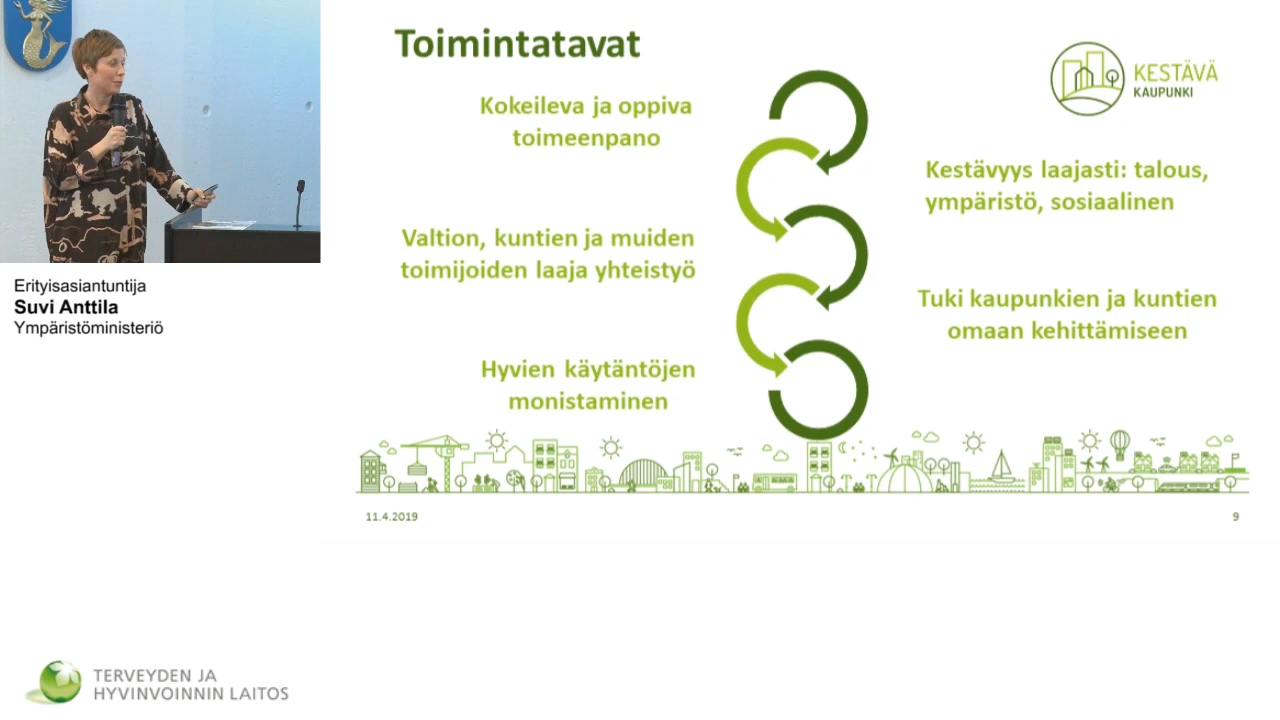 Toimintatavat
KESTÄVÄ
KAUPUNKI
Kokeileva ja oppiva
toimeenpano
Kestävyys laajasti: talous,
ympäristö, sosiaalinen
Valtion, kuntien ja muiden
toimijoiden laaja yhteistyö
Tuki kaupunkien ja kuntien
omaan kehittämiseen
Hyvien käytäntöjen
monistaminen
11.4.2019
9
Erityisasiantuntija
Suvi Anttila
Ympäristöministeriö
TERVEYDEN JA
HYVINVOINNIN LAITOS